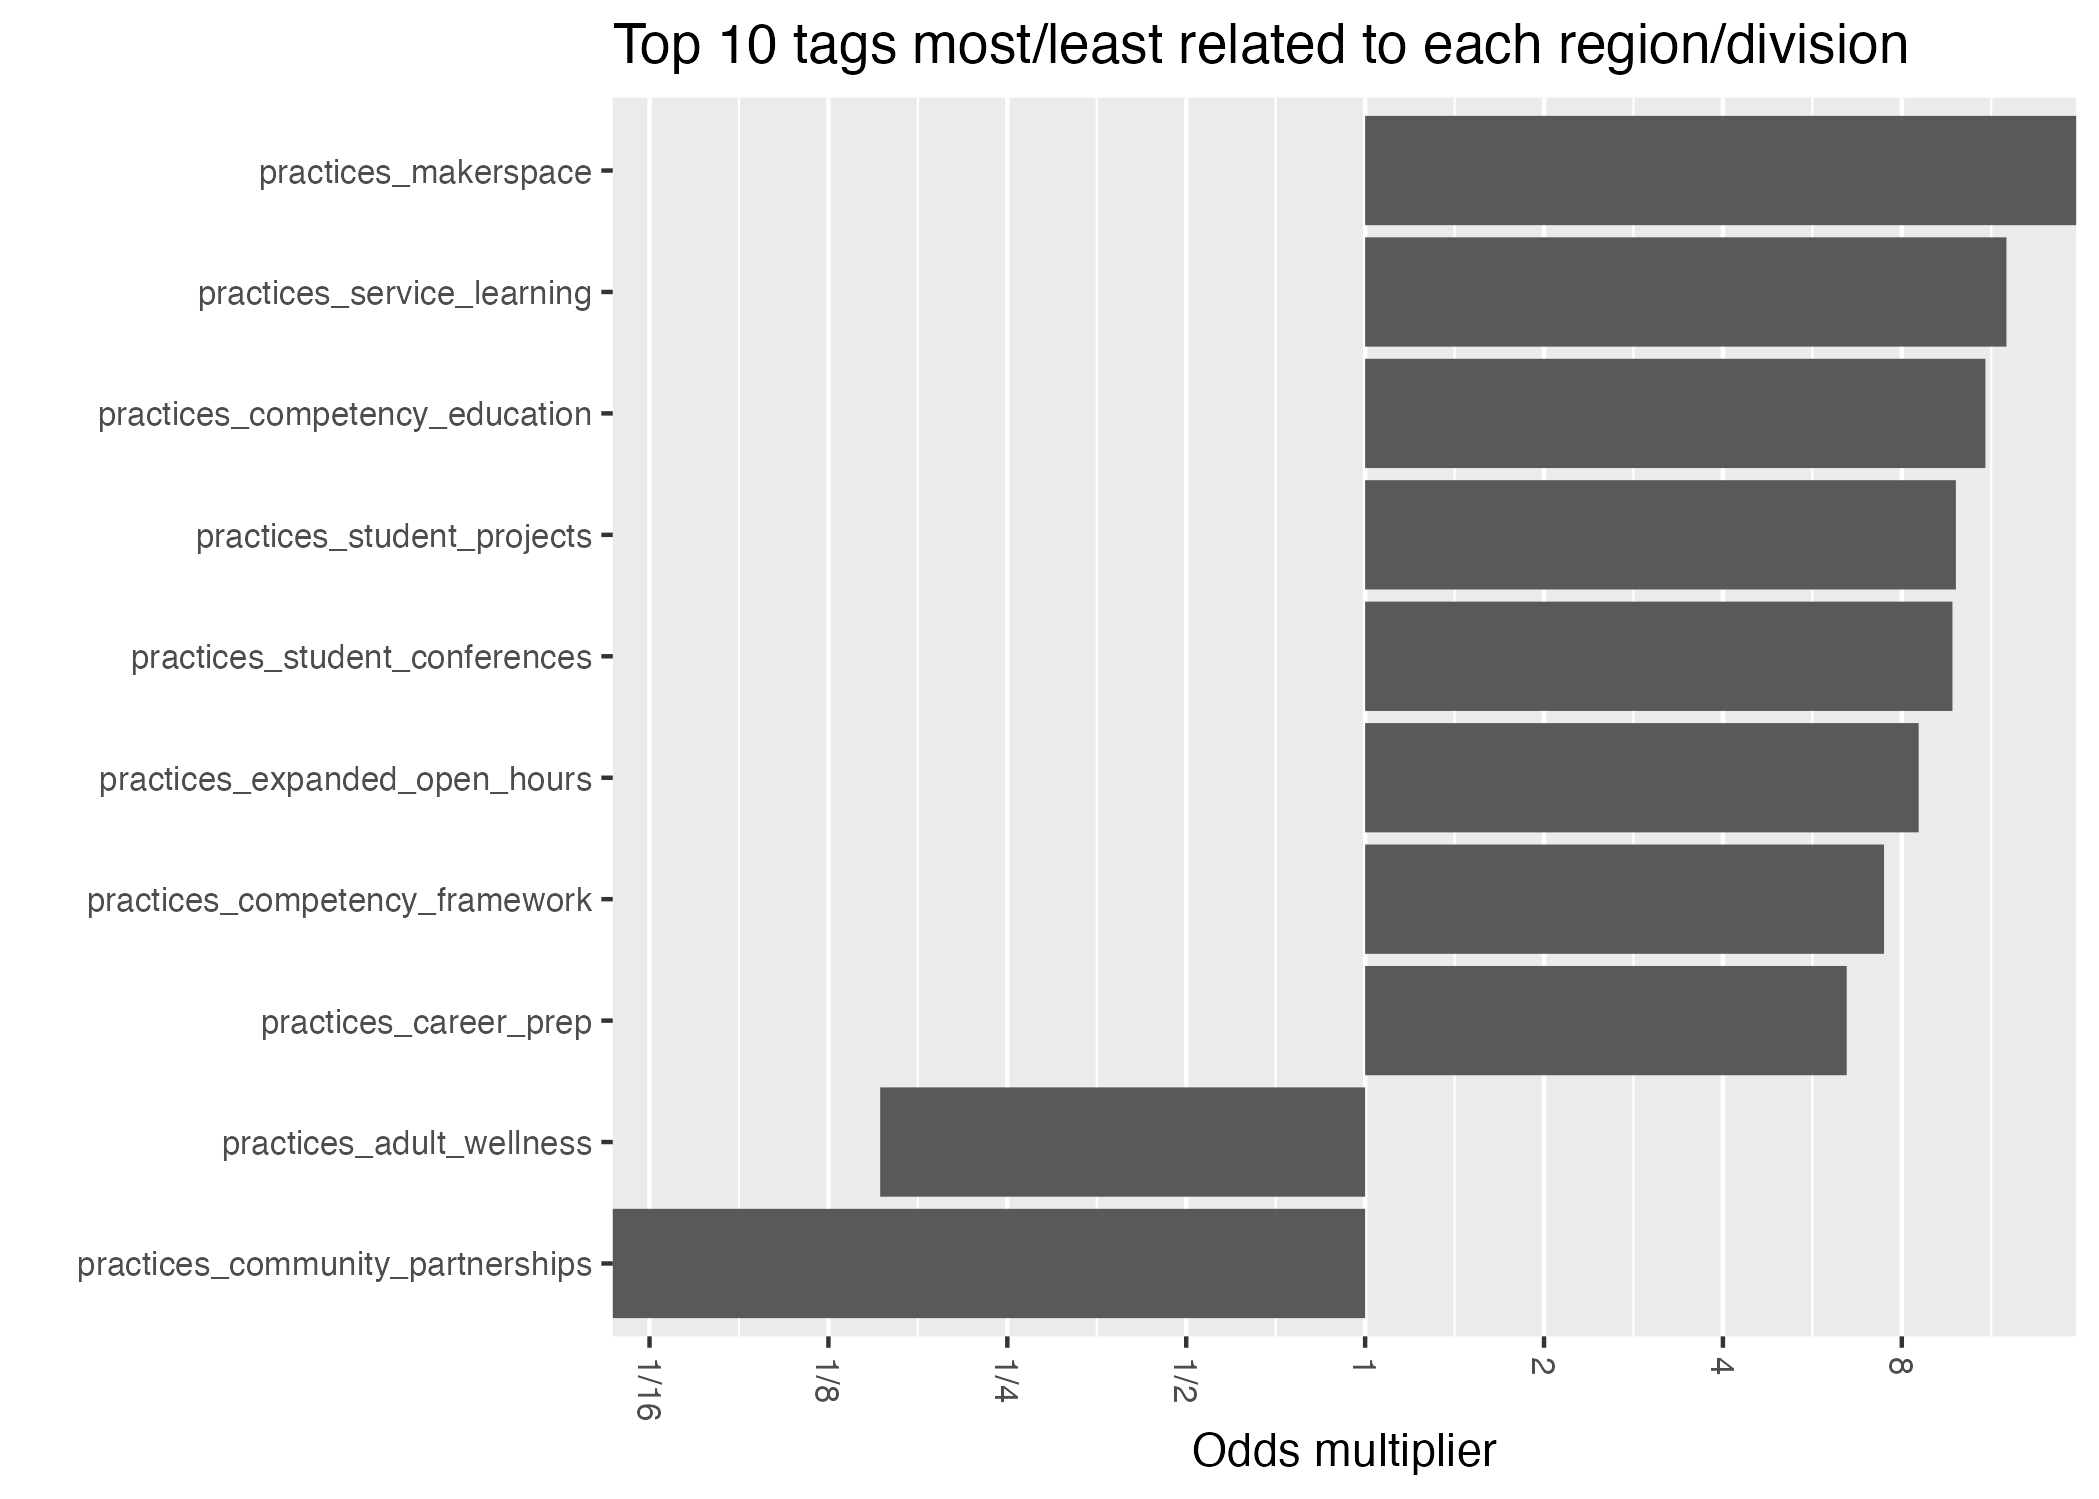 Top 10 tags most/least related to each region/division
practices_makerspace
practices_service_learning
practices_competency_education
practices_student_projects
practices_student_conferences
practices_expanded_open_hours
practices_competency_framework
practices_career_prep
practices_adult_wellness
practices_community_partnerships
1/16 1/8 1/4 1/2 1 2 4 8
Odds multiplier